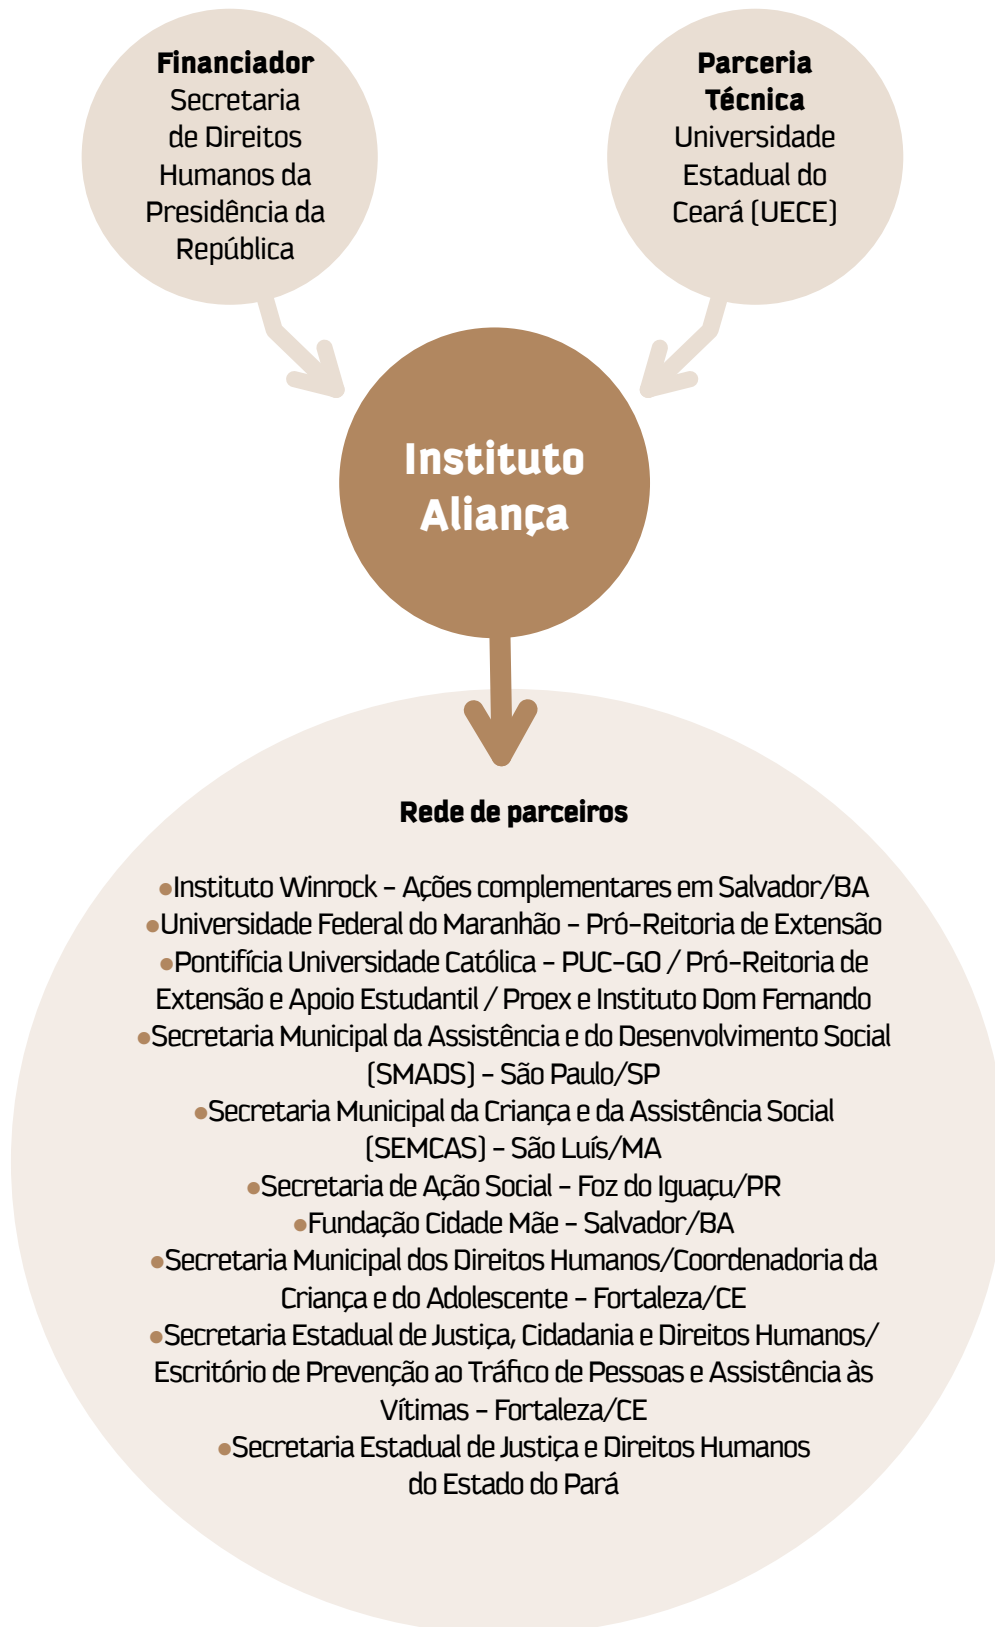 Financiador
Secretaria
de Direitos
Humanos da
Presidência da
República
Parceria
Técnica
Universidade
Estadual do
Ceará (UECE)
Instituto
Aliança
Rede de parceiros
•Instituto Winrock – Ações complementares em Salvador/BA
•Universidade Federal do Maranhão – Pró-Reitoria de Extensão
•Pontifícia Universidade Católica – PUC-GO / Pró-Reitoria de
Extensão e Apoio Estudantil / Proex e Instituto Dom Fernando
•Secretaria Municipal da Assistência e do Desenvolvimento Social
(SMADS) – São Paulo/SP
•Secretaria Municipal da Criança e da Assistência Social
(SEMCAS) – São Luís/MA
•Secretaria de Ação Social – Foz do Iguaçu/PR
•Fundação Cidade Mãe – Salvador/BA
•Secretaria Municipal dos Direitos Humanos/Coordenadoria da
Criança e do Adolescente – Fortaleza/CE
•Secretaria Estadual de Justiça, Cidadania e Direitos Humanos/
Escritório de Prevenção ao Tráfico de Pessoas e Assistência às
Vítimas – Fortaleza/CE
•Secretaria Estadual de Justiça e Direitos Humanos
do Estado do Pará